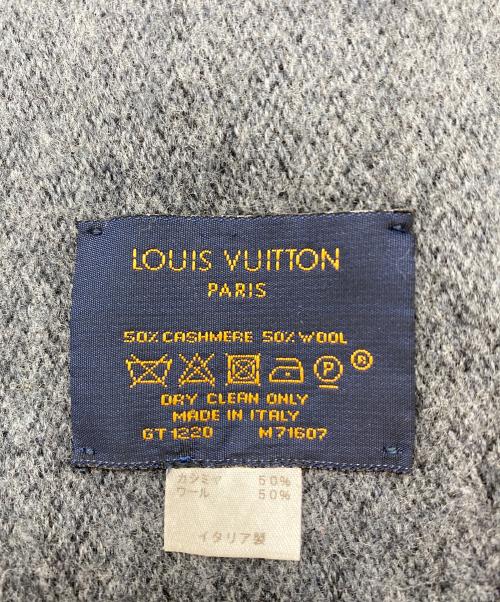 LOUIS VUITTON
PARIS
50% CASHMERE 50% WOOL
P ®
DRY CLEAN ONLY
MADE IN ITALY
GT1220 M71607
カシミヤ 50%
ウール 50%
イタリア製